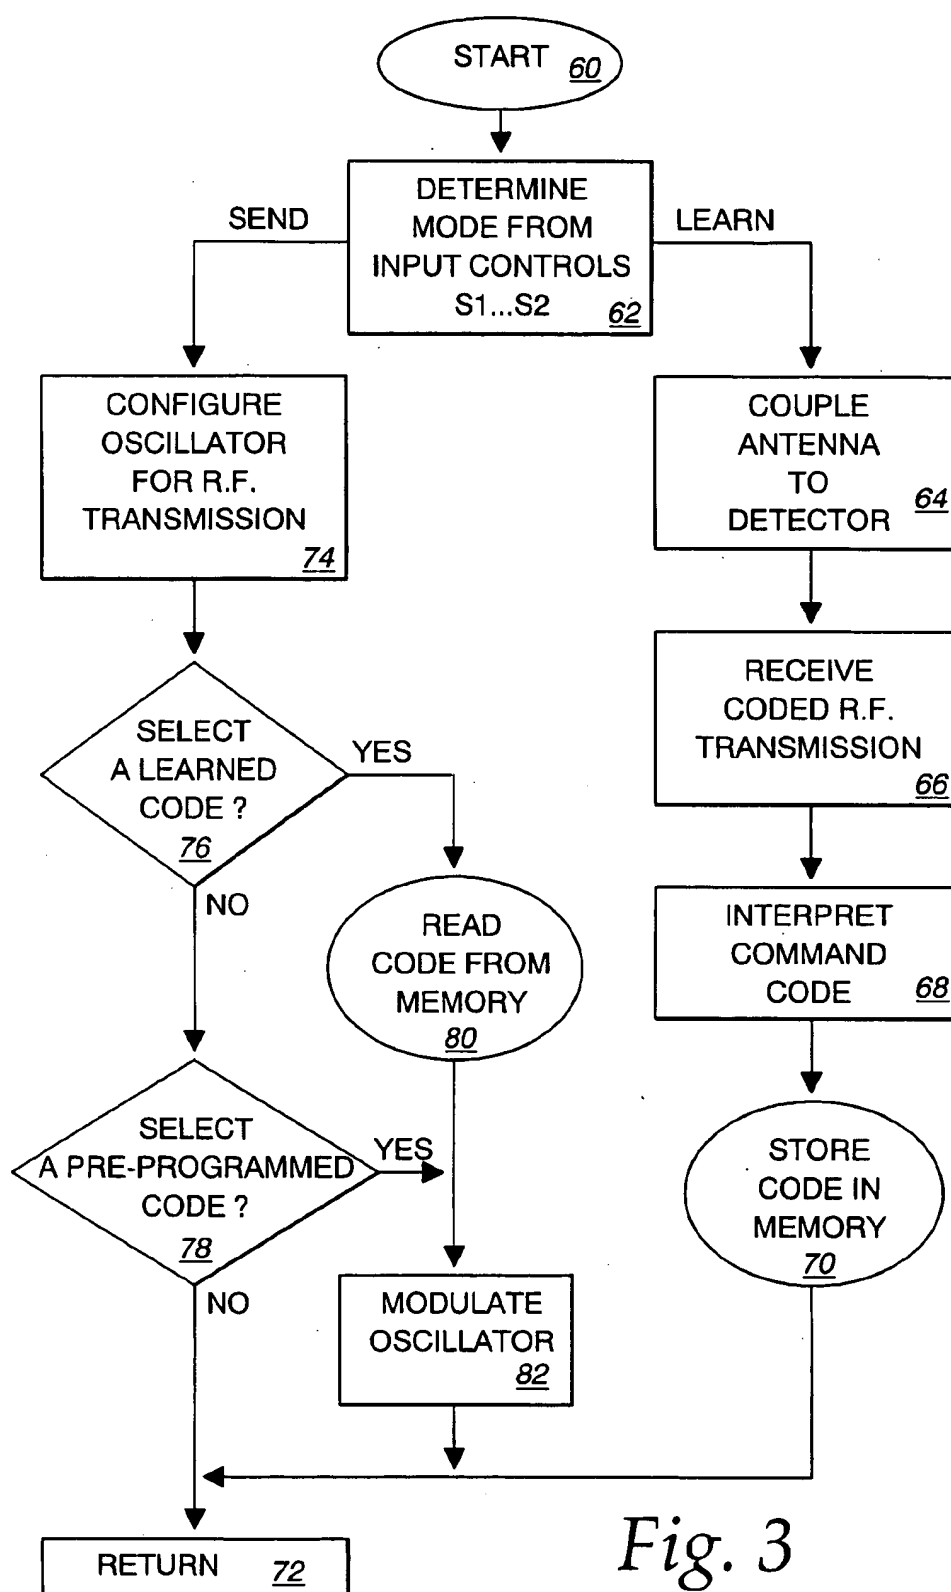 START 60
DETERMINE
MODE FROM
INPUT CONTROLS
S1...S2 62
SEND
LEARN
CONFIGURE
OSCILLATOR
FOR R.F.
TRANSMISSION
74
COUPLE
ANTENNA
TO
DETECTOR 64
SELECT
A LEARNED
CODE ?
76
YES
NO
RECEIVE
CODED R.F.
TRANSMISSION
66
READ
CODE FROM
MEMORY
80
INTERPRET
COMMAND
CODE 68
SELECT
A PRE-PROGRAMMED
CODE ?
78
YES
NO
STORE
CODE IN
MEMORY
70
MODULATE
OSCILLATOR
82
RETURN 72
Fig. 3